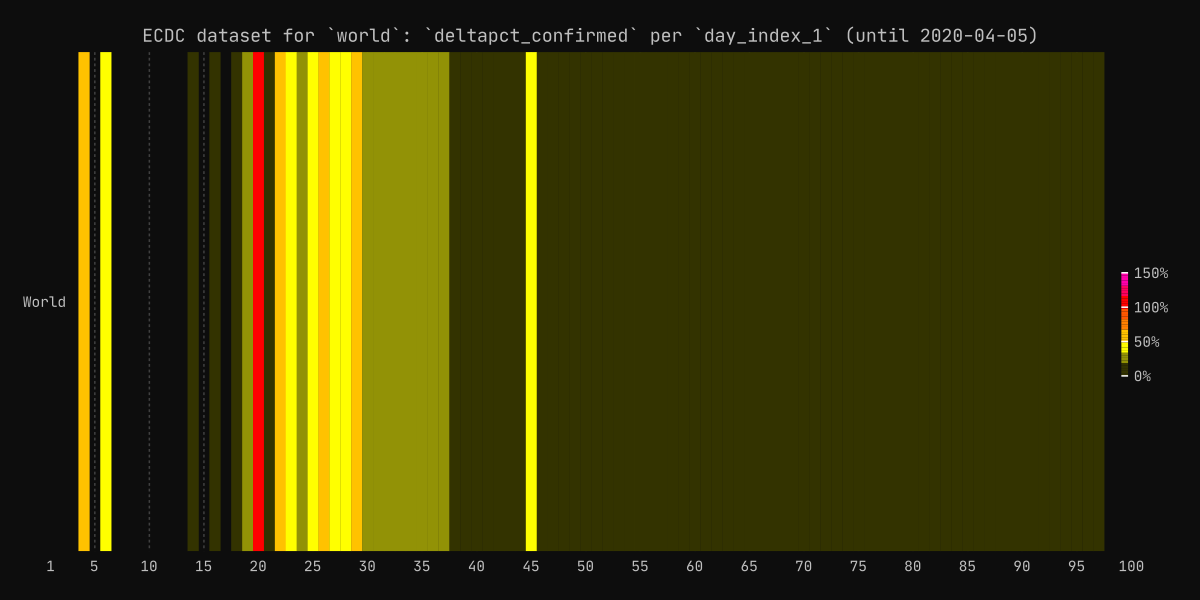 ECDC dataset for `world`: `deltapct_confirmed` per `day_index_1` (until 2020-04-05)
World
150%
100%
50%
0%
1 5 10 15 20 25 30 35 40 45 50 55 60 65 70 75 80 85 90 95 100